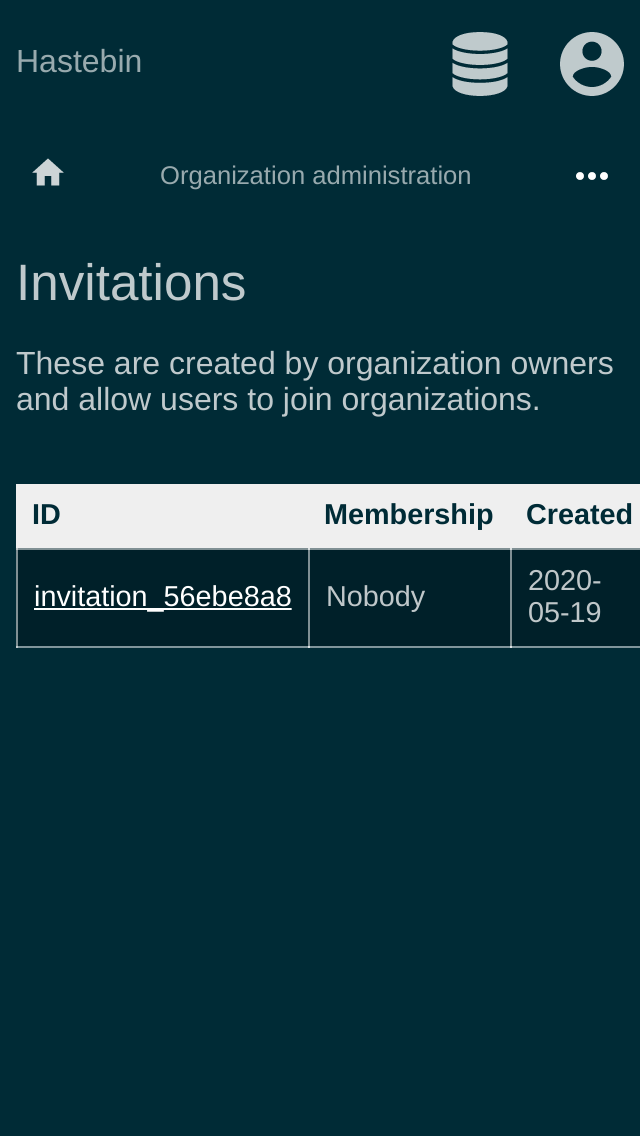 Hastebin
Organization administration
Invitations
These are created by organization owners
and allow users to join organizations.
ID Membership Created
invitation_56ebe8a8 Nobody 2020-
05-19